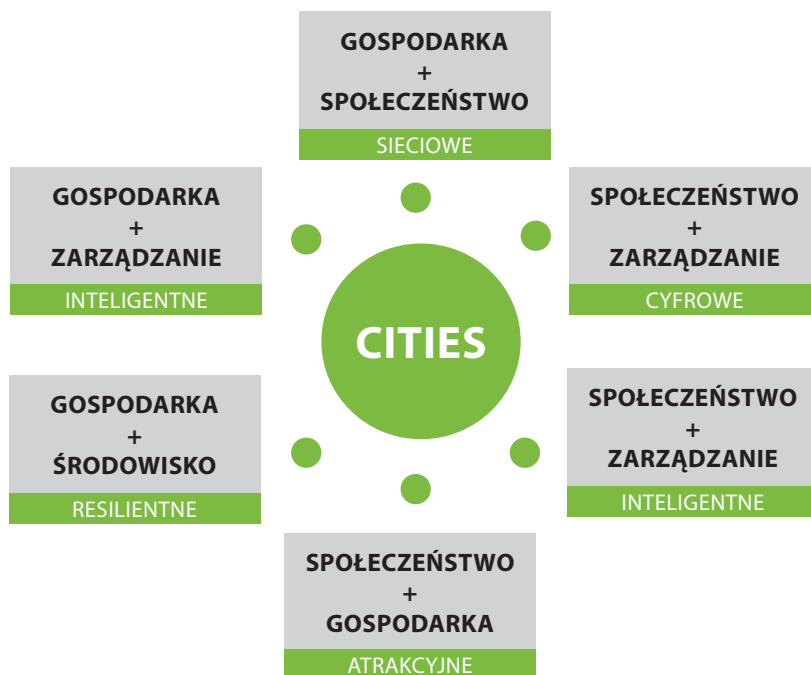 GOSPODARKA
+
SPOŁECZEŃSTWO
SIECIOWE
GOSPODARKA
+
ZARZĄDZANIE
INTELIGENTNE
SPOŁECZEŃSTWO
+
ZARZĄDZANIE
CYFROWE
CITIES
GOSPODARKA
+
ŚRODOWISKO
RESILIENTNE
SPOŁECZEŃSTWO
+
ZARZĄDZANIE
INTELIGENTNE
SPOŁECZEŃSTWO
+
GOSPODARKA
ATRAKCYJNE